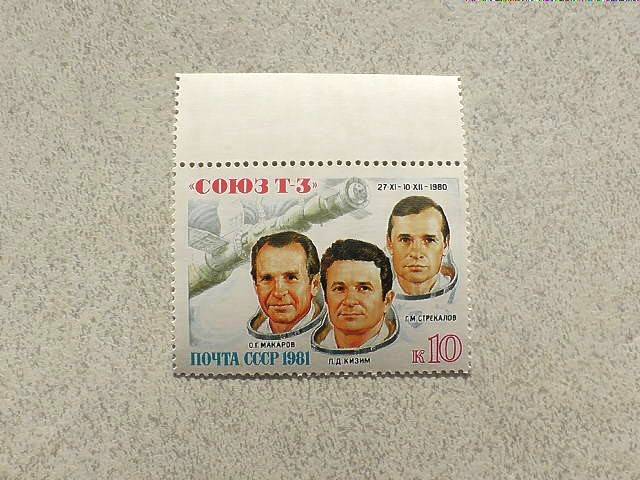 «СОЮЗ Т-3»
27·XI-10·XII-1980
Г.М.СТРЕКАЛОВ
О.Г.МАКАРОВ
Л.Д.КИЗИМ
ПОЧТА СССР 1981
к10